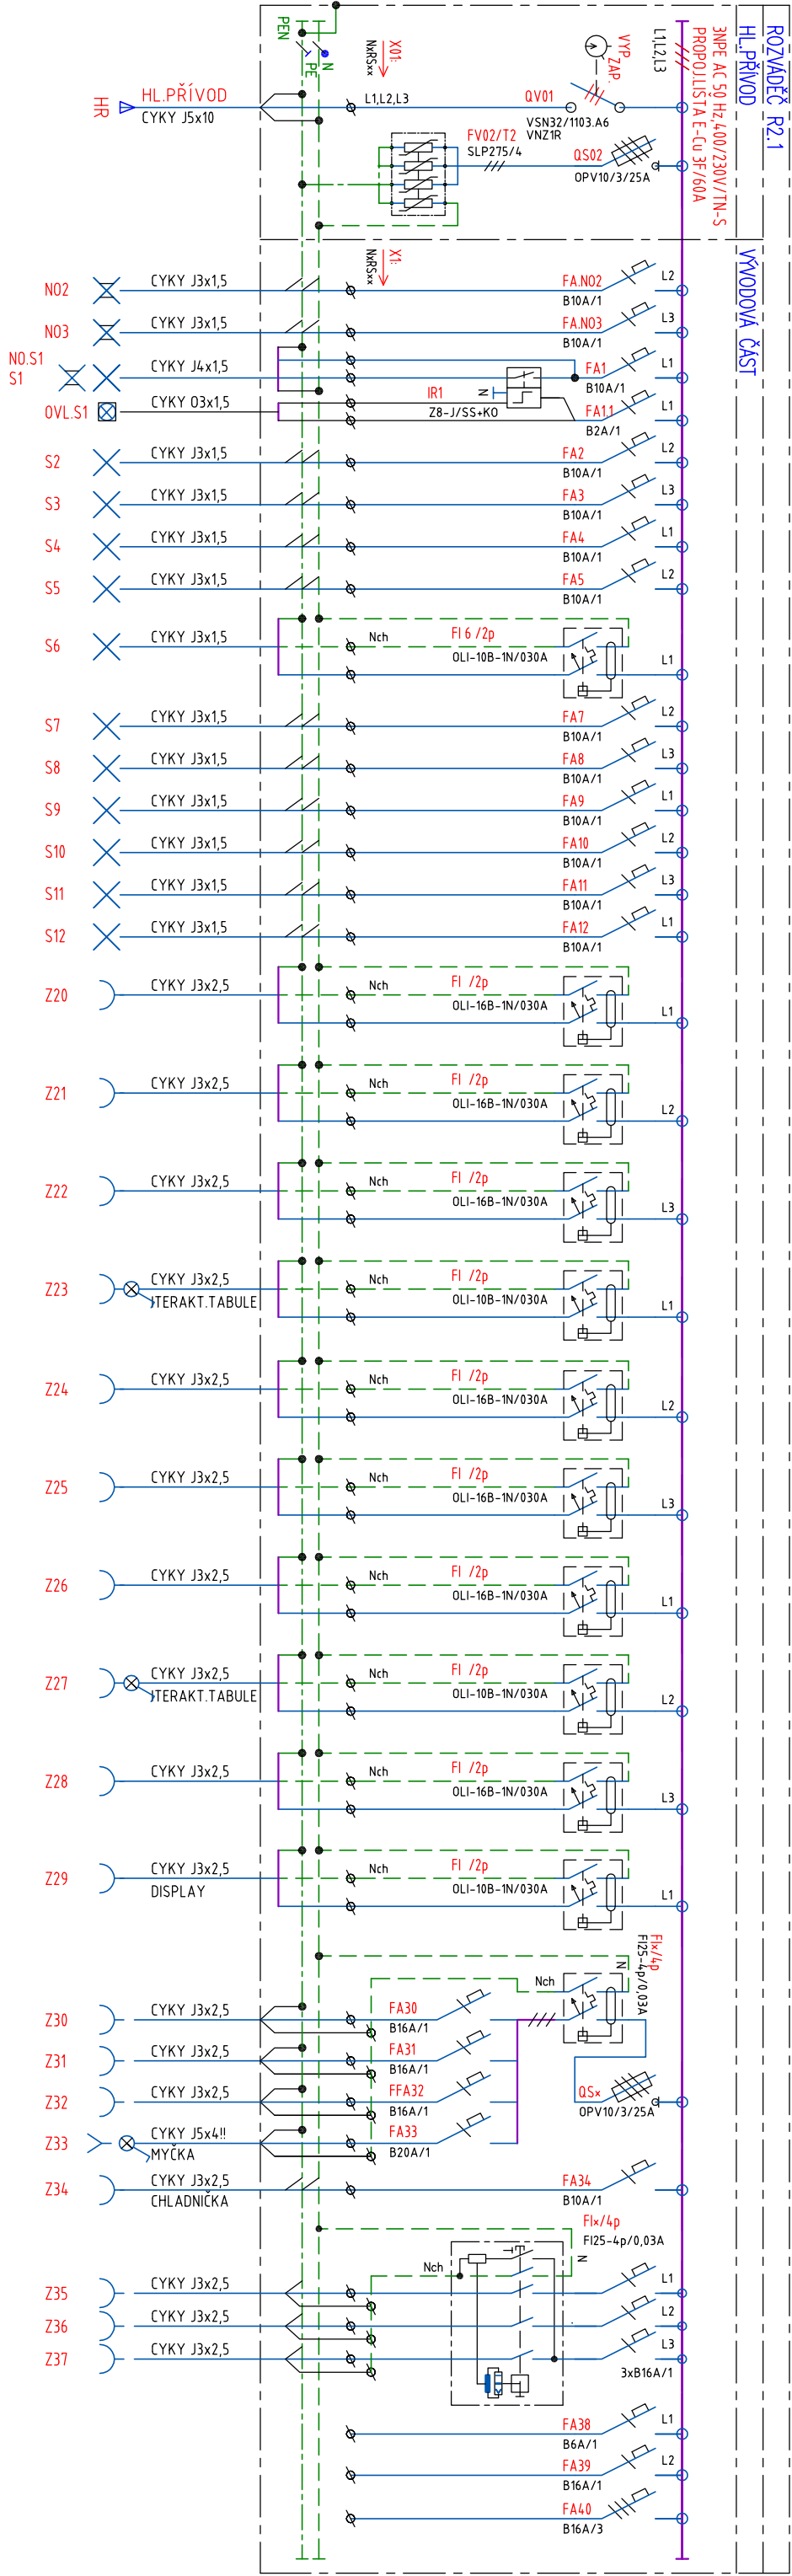 ROZVÁDĚČ R2.1
HL.PŘÍVOD
3NPE AC 50 Hz,400/230V/TN-S
PROPOJ.LIŠTA E-Cu 3F/60A
L1,L2,L3
VYP.
ZAP.
PEN
N
PE
X01:
NxRSxx
HR
HL.PŘÍVOD
CYKY J5x10
L1,L2,L3
QV01
VSN32/1103.A6
VNZ1R
FV02/T2
SLP275/4
QS02
OPV10/3/25A
VÝVODOVÁ ČÁST
X1:
NxRSxx
NO2 CYKY J3x1,5 FA.NO2 B10A/1 L2
NO3 CYKY J3x1,5 FA.NO3 B10A/1 L3
NO.S1
S1 CYKY J4x1,5 FA1 B10A/1 L1
OVL.S1 CYKY O3x1,5 IR1 N Z8-J/SS+KO FA1.1 B2A/1 L1
S2 CYKY J3x1,5 FA2 B10A/1 L2
S3 CYKY J3x1,5 FA3 B10A/1 L3
S4 CYKY J3x1,5 FA4 B10A/1 L1
S5 CYKY J3x1,5 FA5 B10A/1 L2
S6 CYKY J3x1,5 Nch FI 6 /2p OLI-10B-1N/030A L1
S7 CYKY J3x1,5 FA7 B10A/1 L2
S8 CYKY J3x1,5 FA8 B10A/1 L3
S9 CYKY J3x1,5 FA9 B10A/1 L1
S10 CYKY J3x1,5 FA10 B10A/1 L2
S11 CYKY J3x1,5 FA11 B10A/1 L3
S12 CYKY J3x1,5 FA12 B10A/1 L1
Z20 CYKY J3x2,5 Nch FI /2p OLI-16B-1N/030A L1
Z21 CYKY J3x2,5 Nch FI /2p OLI-16B-1N/030A L2
Z22 CYKY J3x2,5 Nch FI /2p OLI-16B-1N/030A L3
Z23 CYKY J3x2,5 Nch FI /2p OLI-10B-1N/030A L1
TERAKT.TABULE
Z24 CYKY J3x2,5 Nch FI /2p OLI-16B-1N/030A L2
Z25 CYKY J3x2,5 Nch FI /2p OLI-16B-1N/030A L3
Z26 CYKY J3x2,5 Nch FI /2p OLI-16B-1N/030A L1
Z27 CYKY J3x2,5 Nch FI /2p OLI-10B-1N/030A L2
TERAKT.TABULE
Z28 CYKY J3x2,5 Nch FI /2p OLI-16B-1N/030A L3
Z29 CYKY J3x2,5 Nch FI /2p OLI-10B-1N/030A L1
DISPLAY
FIx/4p
FI25-4p/0,03A
N
Nch
Z30 CYKY J3x2,5 FA30 B16A/1
Z31 CYKY J3x2,5 FA31 B16A/1
Z32 CYKY J3x2,5 FFA32 B16A/1
QSx
OPV10/3/25A
Z33 CYKY J5x4!! FA33 B20A/1
MYČKA
Z34 CYKY J3x2,5 FA34 B10A/1
CHLADNIČKA
FIx/4p
FI25-4p/0,03A
N
Nch
Z35 CYKY J3x2,5 L1
Z36 CYKY J3x2,5 L2
Z37 CYKY J3x2,5 L3
3xB16A/1
FA38 B6A/1 L1
FA39 B16A/1 L2
FA40 B16A/3